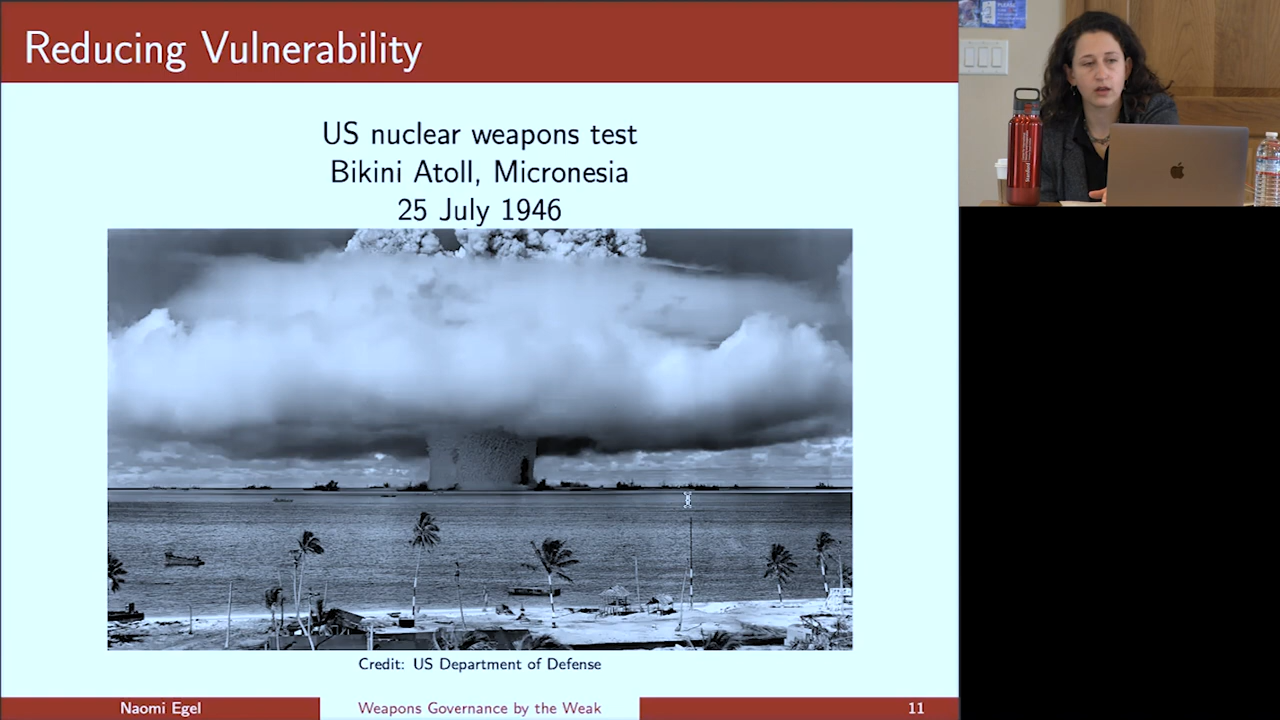 Reducing Vulnerability
US nuclear weapons test
Bikini Atoll, Micronesia
25 July 1946
Credit: US Department of Defense
Naomi Egel
Weapons Governance by the Weak
11
Stanford